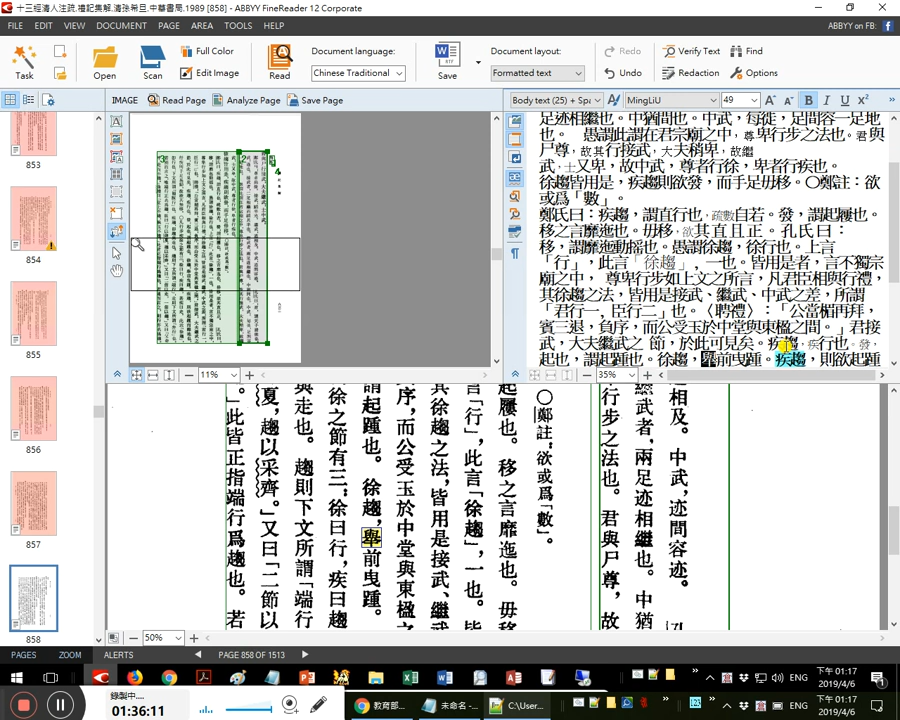 十三經清人注疏.禮記集解.清孫希旦.中華書局.1989 [858] - ABBYY FineReader 12 Corporate
FILE EDIT VIEW DOCUMENT PAGE AREA TOOLS HELP
ABBYY on FB:
Task
Open
Scan
Full Color
Edit Image
Read
Document language:
Chinese Traditional
Save
Document layout:
Formatted text
Redo
Undo
Verify Text
Redaction
Find
Options
IMAGE Read Page Analyze Page Save Page
Body text (25) + Spa MingLiU 49 B I U
853
854
855
856
857
858
11%
足迹相繼也。中猶間也。中武，每徙，足間容一足地
也。 愚謂此謂在君宗廟之中，尊卑行步之法也。君與
尸尊，故其行接武，大夫稍卑，故繼
武，士又卑，故中武，尊者行徐，卑者行疾也。
徐趨皆用是，疾趨則欲發，而手足毋移。〇鄭註：欲
或爲「數」。
鄭氏曰：疾趨，謂直行也，疏數自若。發，謂起屨也。
移之言靡迤也。毋移，欲其直且正。孔氏曰：
移，謂靡迤動摇也。愚謂徐趨，徐行也。上言
「行」，此言「徐趨」，一也。皆用是者，言不獨宗
廟之中，尊卑行步如上文之所言，凡君臣相與行禮，
其徐趨之法，皆用是接武、繼武、中武之差，所謂
「君行一，臣行二」也。〈聘禮〉：「公當楣再拜，
賓三退，負序，而公受玉於中堂與東楹之間。」君接
武，大夫繼武之 節，於此可見矣。疾趨，疾行也。發，
起也，謂起踵也。徐趨，舉前曳踵。疾趨，則欲起踵
35%
相及。 中武，迹間容迹。
繼武者，兩足迹相繼也。 中猶
行步之法也。 君與尸尊，故
〇鄭註：欲或爲「數」。
起屨也。 移之言靡迤也。 毋移
言「行」，此言「徐趨」，一也。 皆
其徐趨之法，皆用是接武、繼武
序，而公受玉於中堂與東楹之
謂起踵也。 徐趨，舉前曳踵。
徐之節有三：徐曰行，疾曰趨
與走也。 趨則下文所謂「端行
夏，趨以采齊。」又曰「二節以
。」此皆正指端行爲趨也。 若
50%
PAGES ZOOM ALERTS PAGE 858 OF 1513
ENG 下午 01:17
2019/4/6
錄製中....
01:36:11
教育部...
未命名 -...
C:\User...
ENG 下午 01:17
2019/4/6